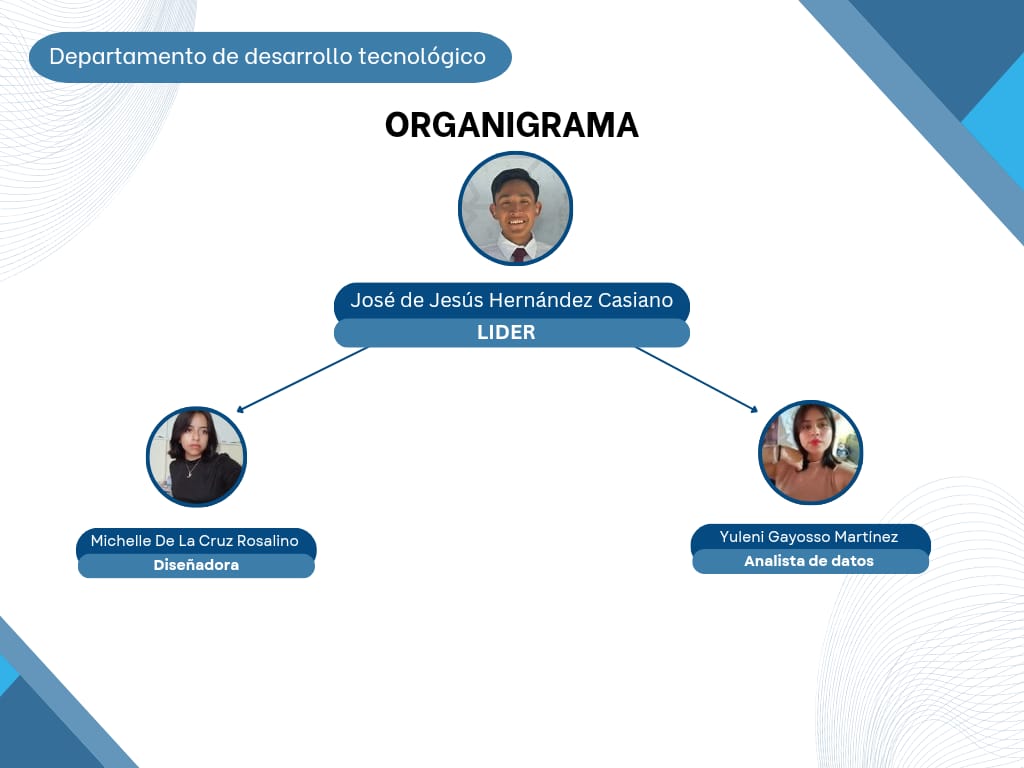 Departamento de desarrollo tecnológico
ORGANIGRAMA
José de Jesús Hernández Casiano
LIDER
Michelle De La Cruz Rosalino
Diseñadora
Yuleni Gayosso Martínez
Analista de datos